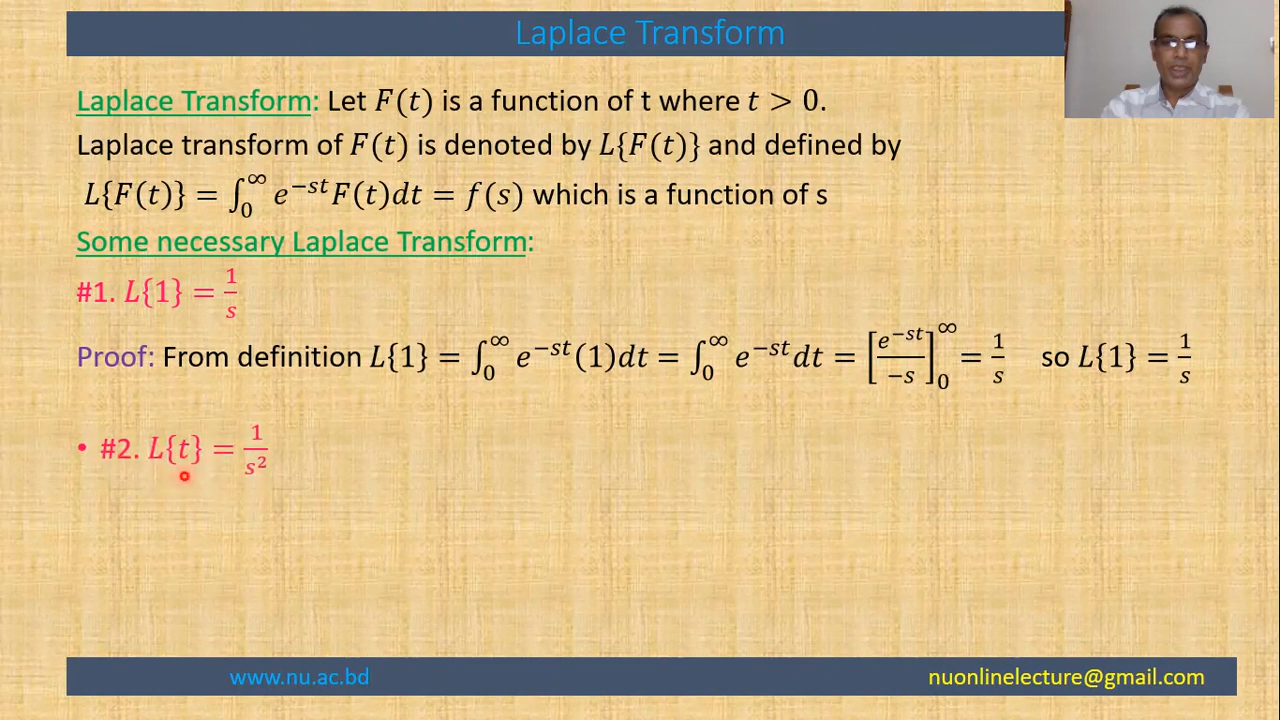 Laplace Transform
Laplace Transform: Let F(t) is a function of t where t > 0.
Laplace transform of F(t) is denoted by L{F(t)} and defined by
L{F(t)} = ∫₀^∞ e^{−st} F(t)dt = f(s) which is a function of s
Some necessary Laplace Transform:
#1. L{1} = 1/s
Proof: From definition L{1} = ∫₀^∞ e^{−st}(1)dt = ∫₀^∞ e^{−st}dt = [e^{−st}/−s]₀^∞ = 1/s so L{1} = 1/s
• #2. L{t} = 1/s²
www.nu.ac.bd
nuonlinelecture@gmail.com